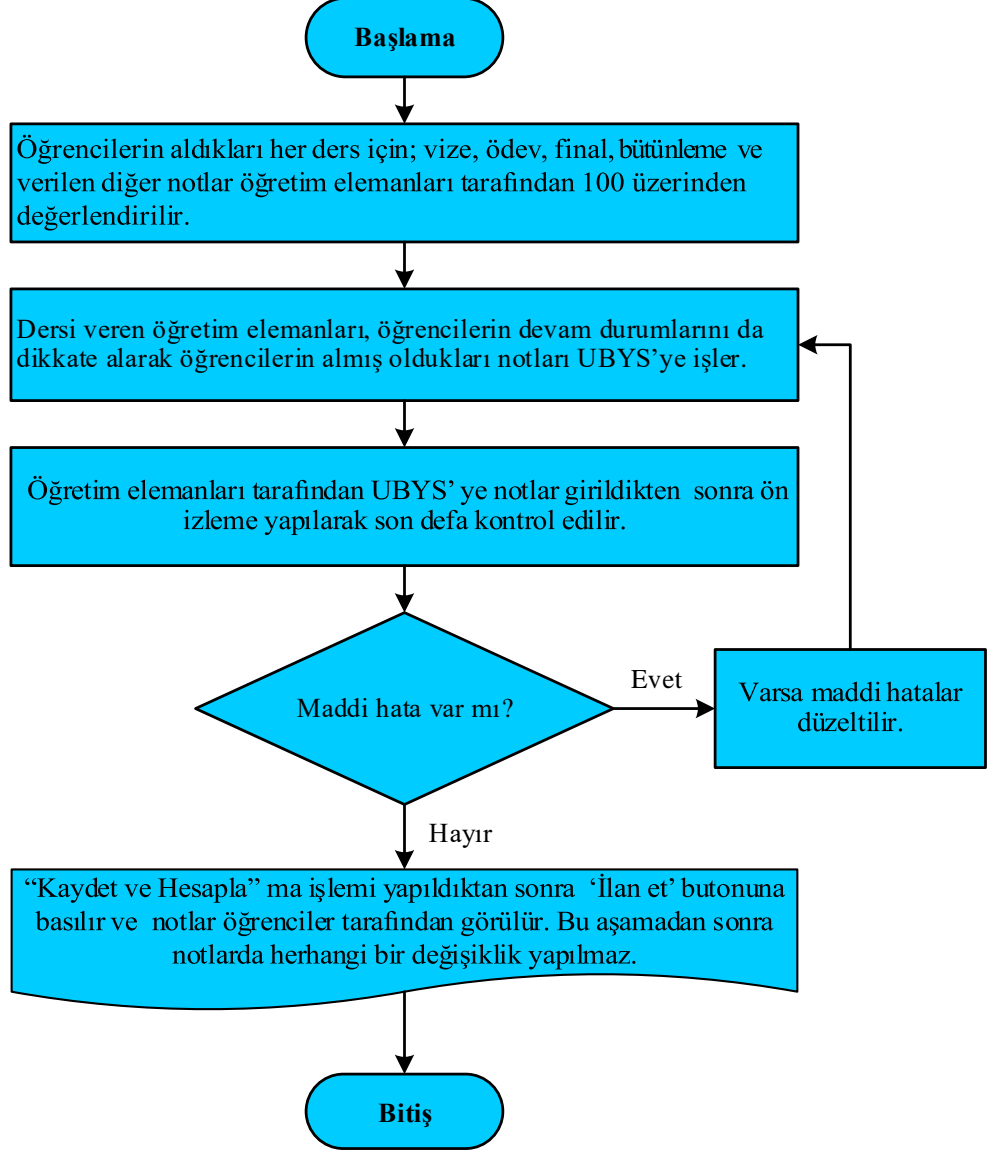 Başlama
Öğrencilerin aldıkları her ders için; vize, ödev, final, bütünleme ve
verilen diğer notlar öğretim elemanları tarafından 100 üzerinden
değerlendirilir.
Dersi veren öğretim elemanları, öğrencilerin devam durumlarını da
dikkate alarak öğrencilerin almış oldukları notları UBYS’ye işler.
Öğretim elemanları tarafından UBYS’ ye notlar girildikten sonra ön
izleme yapılarak son defa kontrol edilir.
Maddi hata var mı?
Evet
Varsa maddi hatalar
düzeltilir.
Hayır
“Kaydet ve Hesapla” ma işlemi yapıldıktan sonra ‘İlan et’ butonuna
basılır ve notlar öğrenciler tarafından görülür. Bu aşamadan sonra
notlarda herhangi bir değişiklik yapılmaz.
Bitiş